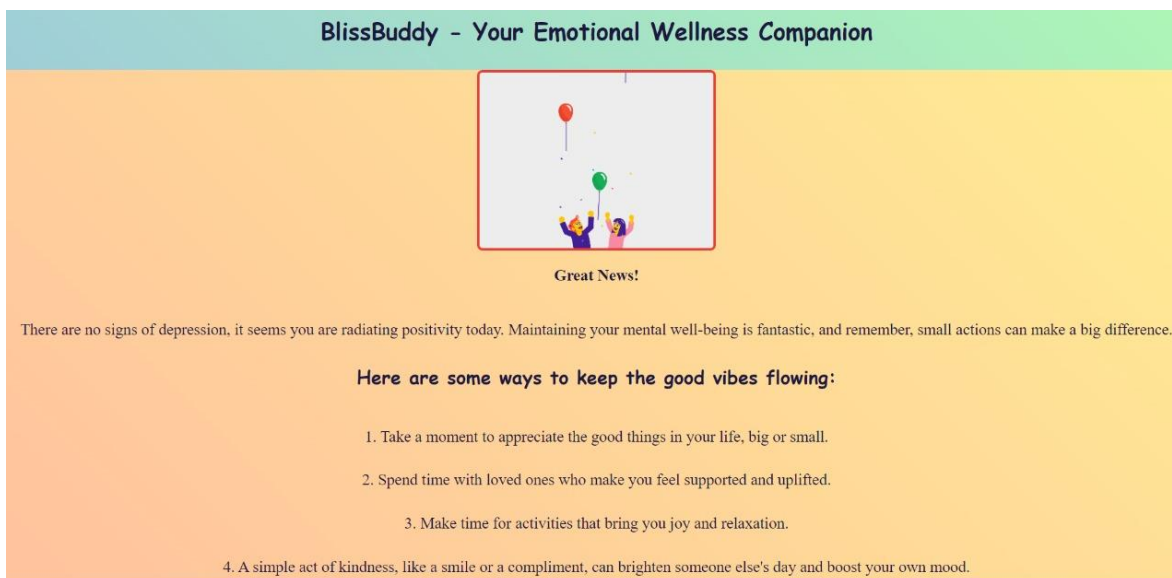 BlissBuddy - Your Emotional Wellness Companion
Great News!
There are no signs of depression, it seems you are radiating positivity today. Maintaining your mental well-being is fantastic, and remember, small actions can make a big difference.
Here are some ways to keep the good vibes flowing:
1. Take a moment to appreciate the good things in your life, big or small.
2. Spend time with loved ones who make you feel supported and uplifted.
3. Make time for activities that bring you joy and relaxation.
4. A simple act of kindness, like a smile or a compliment, can brighten someone else's day and boost your own mood.